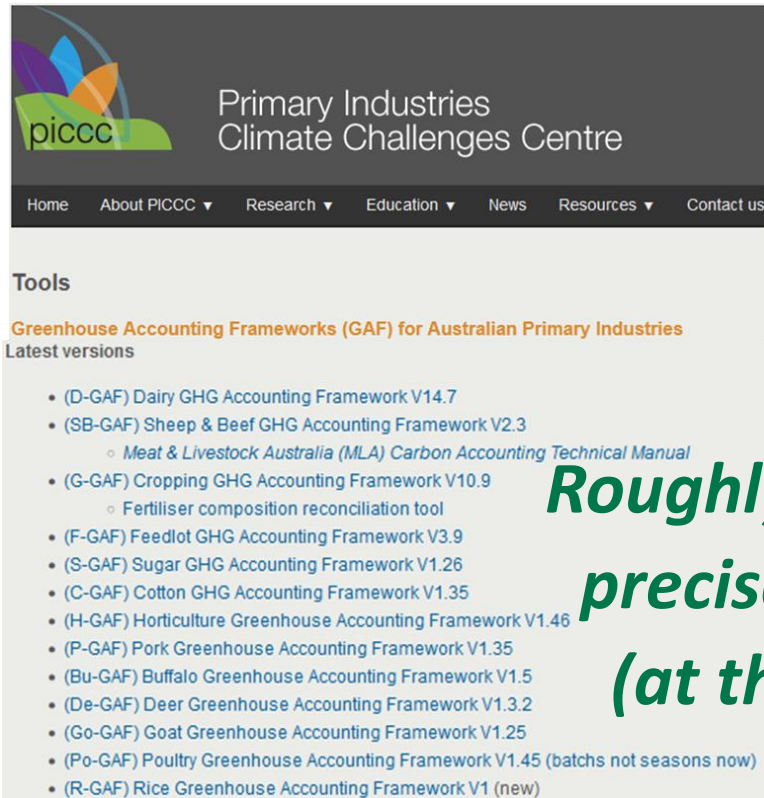 piccc
Primary Industries
Climate Challenges Centre
Home About PICCC ▼ Research ▼ Education ▼ News Resources ▼ Contact us
Tools
Greenhouse Accounting Frameworks (GAF) for Australian Primary Industries
Latest versions
• (D-GAF) Dairy GHG Accounting Framework V14.7
• (SB-GAF) Sheep & Beef GHG Accounting Framework V2.3
○ Meat & Livestock Australia (MLA) Carbon Accounting Technical Manual
• (G-GAF) Cropping GHG Accounting Framework V10.9
○ Fertiliser composition reconciliation tool
• (F-GAF) Feedlot GHG Accounting Framework V3.9
• (S-GAF) Sugar GHG Accounting Framework V1.26
• (C-GAF) Cotton GHG Accounting Framework V1.35
• (H-GAF) Horticulture Greenhouse Accounting Framework V1.46
• (P-GAF) Pork Greenhouse Accounting Framework V1.35
• (Bu-GAF) Buffalo Greenhouse Accounting Framework V1.5
• (De-GAF) Deer Greenhouse Accounting Framework V1.3.2
• (Go-GAF) Goat Greenhouse Accounting Framework V1.25
• (Po-GAF) Poultry Greenhouse Accounting Framework V1.45 (batchs not seasons now)
• (R-GAF) Rice Greenhouse Accounting Framework V1 (new)
Roughl
precis
(at th